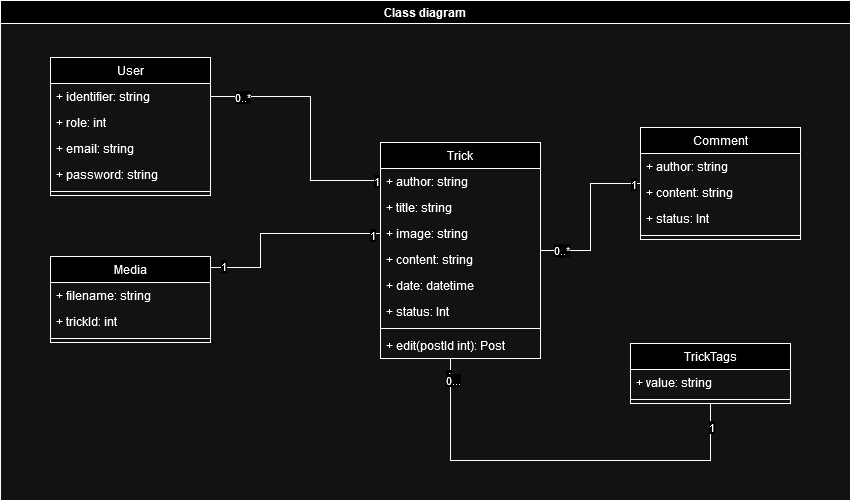 Class diagram
User
+ identifier: string
+ role: int
+ email: string
+ password: string
0..*
1
Trick
+ author: string
+ title: string
+ image: string
+ content: string
+ date: datetime
+ status: Int
+ edit(postId int): Post
Comment
+ author: string
+ content: string
+ status: Int
1
0..*
Media
+ filename: string
+ trickId: int
1
1
TrickTags
+ value: string
0...
1